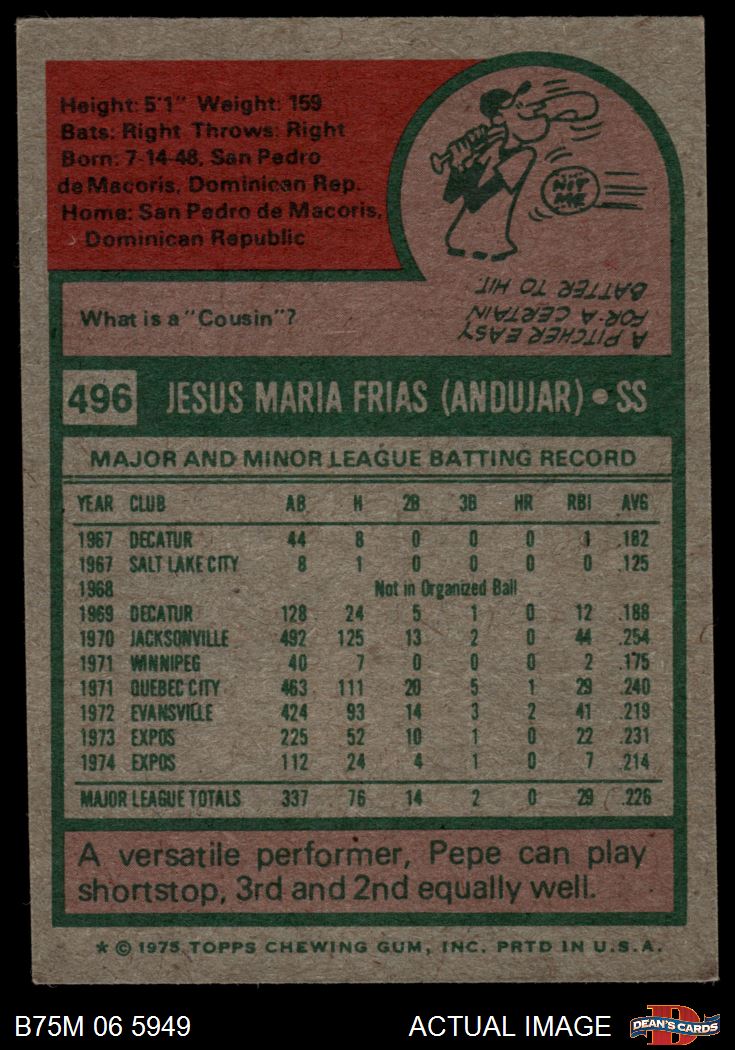 Height: 5'1" Weight: 159
Bats: Right Throws: Right
Born: 7-14-48, San Pedro
de Macoris, Dominican Rep.
Home: San Pedro de Macoris,
Dominican Republic
HIT
ME
What is a "Cousin"?
A PITCHER EASY
FOR A CERTAIN
BATTER TO HIT.
496 JESUS MARIA FRIAS (ANDUJAR) • SS
MAJOR AND MINOR LEAGUE BATTING RECORD
YEAR CLUB AB H 2B 3B HR RBI AVG
1967 DECATUR 44 8 0 0 0 1 .182
1967 SALT LAKE CITY 8 1 0 0 0 0 .125
1968 Not in Organized Ball
1969 DECATUR 128 24 5 1 0 12 .188
1970 JACKSONVILLE 492 125 13 2 0 44 .254
1971 WINNIPEG 40 7 0 0 0 2 .175
1971 QUEBEC CITY 463 111 20 5 1 29 .240
1972 EVANSVILLE 424 93 14 3 2 41 .219
1973 EXPOS 225 52 10 1 0 22 .231
1974 EXPOS 112 24 4 1 0 7 .214
MAJOR LEAGUE TOTALS 337 76 14 2 0 29 .226
A versatile performer, Pepe can play
shortstop, 3rd and 2nd equally well.
* © 1975 TOPPS CHEWING GUM, INC. PRTD IN U.S.A.
B75M 06 5949 ACTUAL IMAGE
DEAN'S CARDS